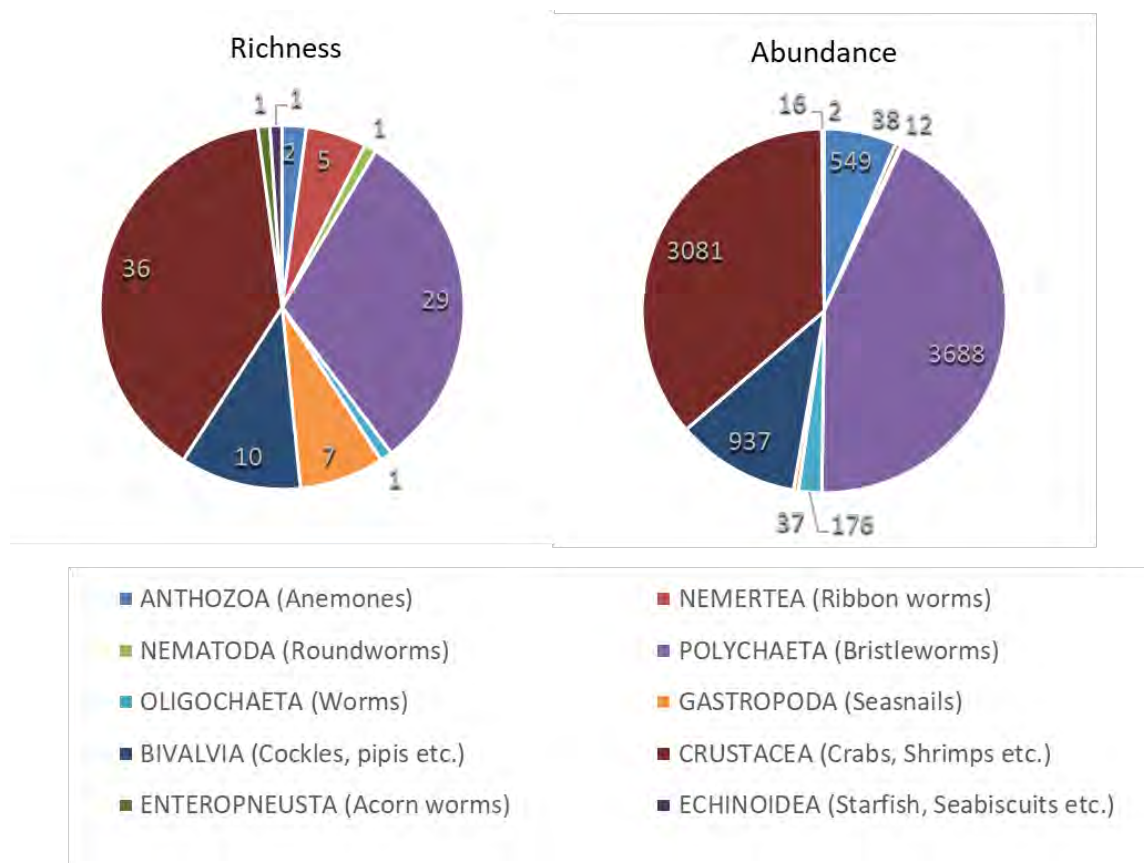 Richness
Abundance
1 1
2
5
1
29
1
7
10
36
16 2
549
38 12
3688
176
37
937
3081
ANTHOZOA (Anemones)
NEMERTEA (Ribbon worms)
NEMATODA (Roundworms)
POLYCHAETA (Bristleworms)
OLIGOCHAETA (Worms)
GASTROPODA (Seasnails)
BIVALVIA (Cockles, pipis etc.)
CRUSTACEA (Crabs, Shrimps etc.)
ENTEROPNEUSTA (Acorn worms)
ECHINOIDEA (Starfish, Seabiscuits etc.)